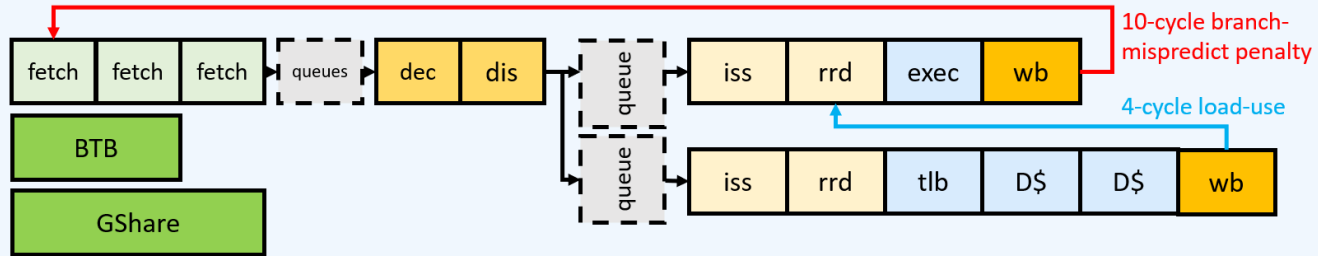 10-cycle branch-
mispredict penalty
fetch fetch fetch queues dec dis queue iss rrd exec wb
4-cycle load-use
BTB
queue iss rrd tlb D$ D$ wb
GShare